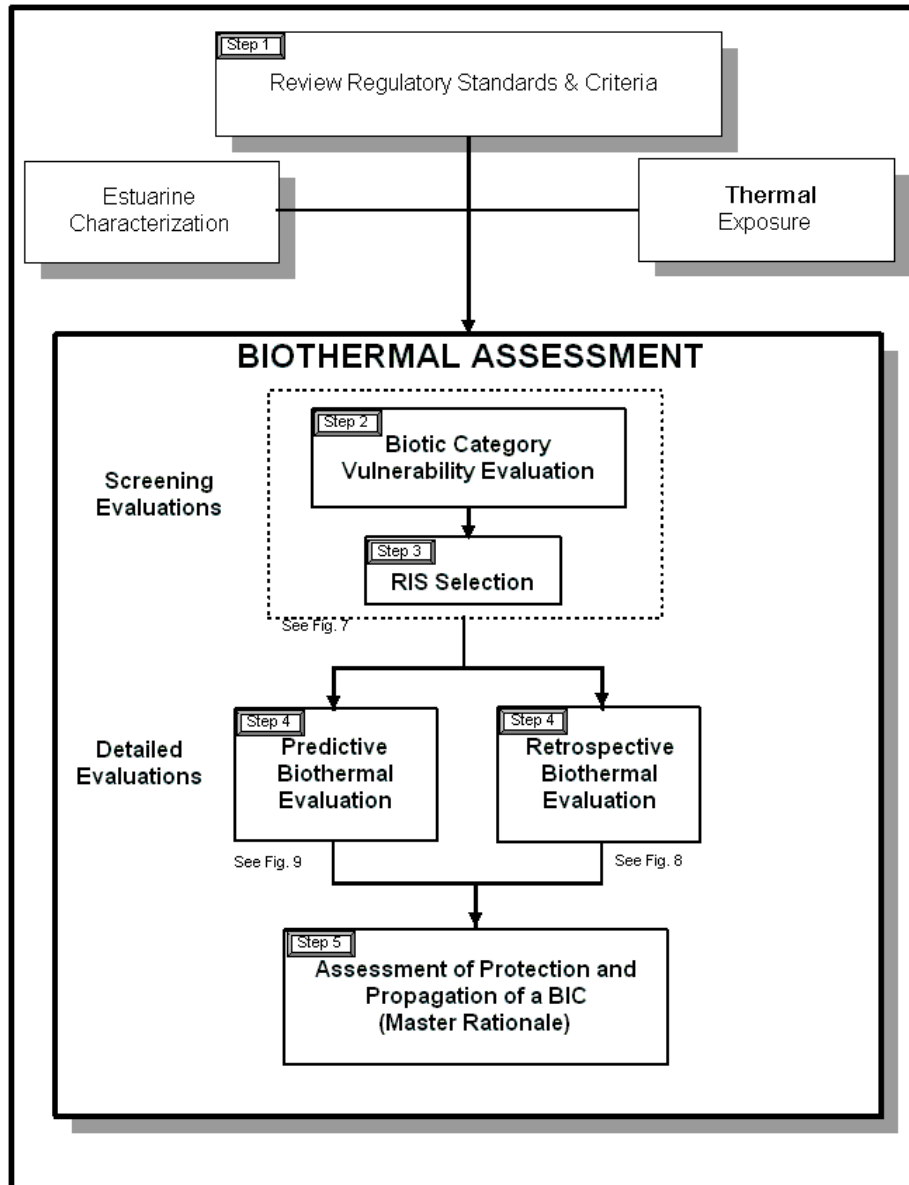 Step 1
Review Regulatory Standards & Criteria
Estuarine
Characterization
Thermal
Exposure
BIOTHERMAL ASSESSMENT
Screening
Evaluations
Step 2
Biotic Category
Vulnerability Evaluation
Step 3
RIS Selection
See Fig. 7
Detailed
Evaluations
Step 4
Predictive
Biothermal
Evaluation
See Fig. 9
Step 4
Retrospective
Biothermal
Evaluation
See Fig. 8
Step 5
Assessment of Protection and
Propagation of a BIC
(Master Rationale)